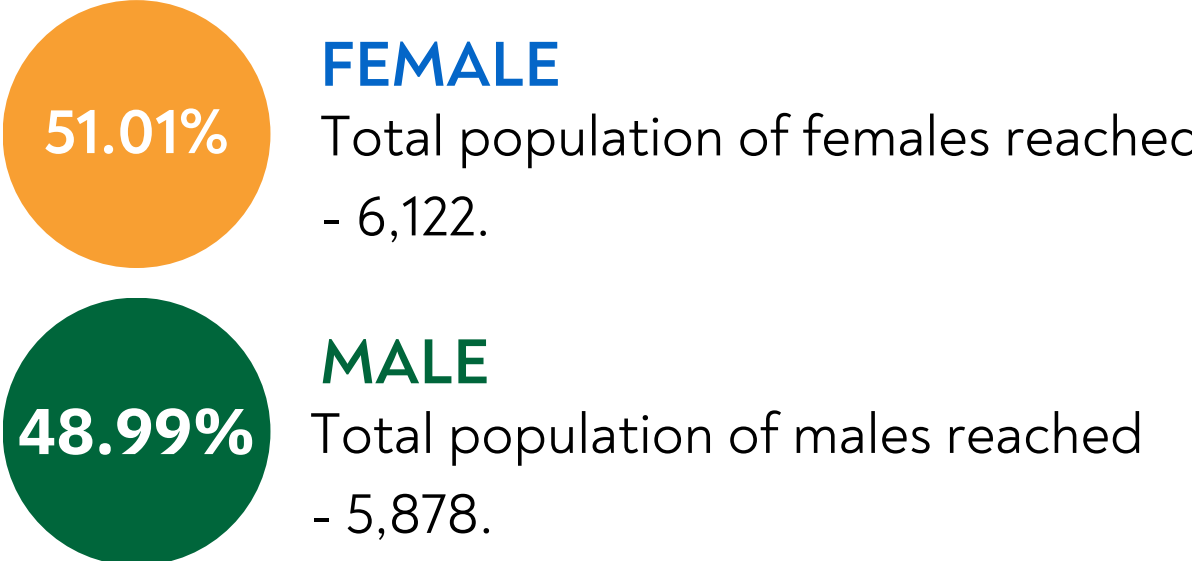 51.01%
FEMALE
Total population of females reached
- 6,122.
48.99%
MALE
Total population of males reached
- 5,878.